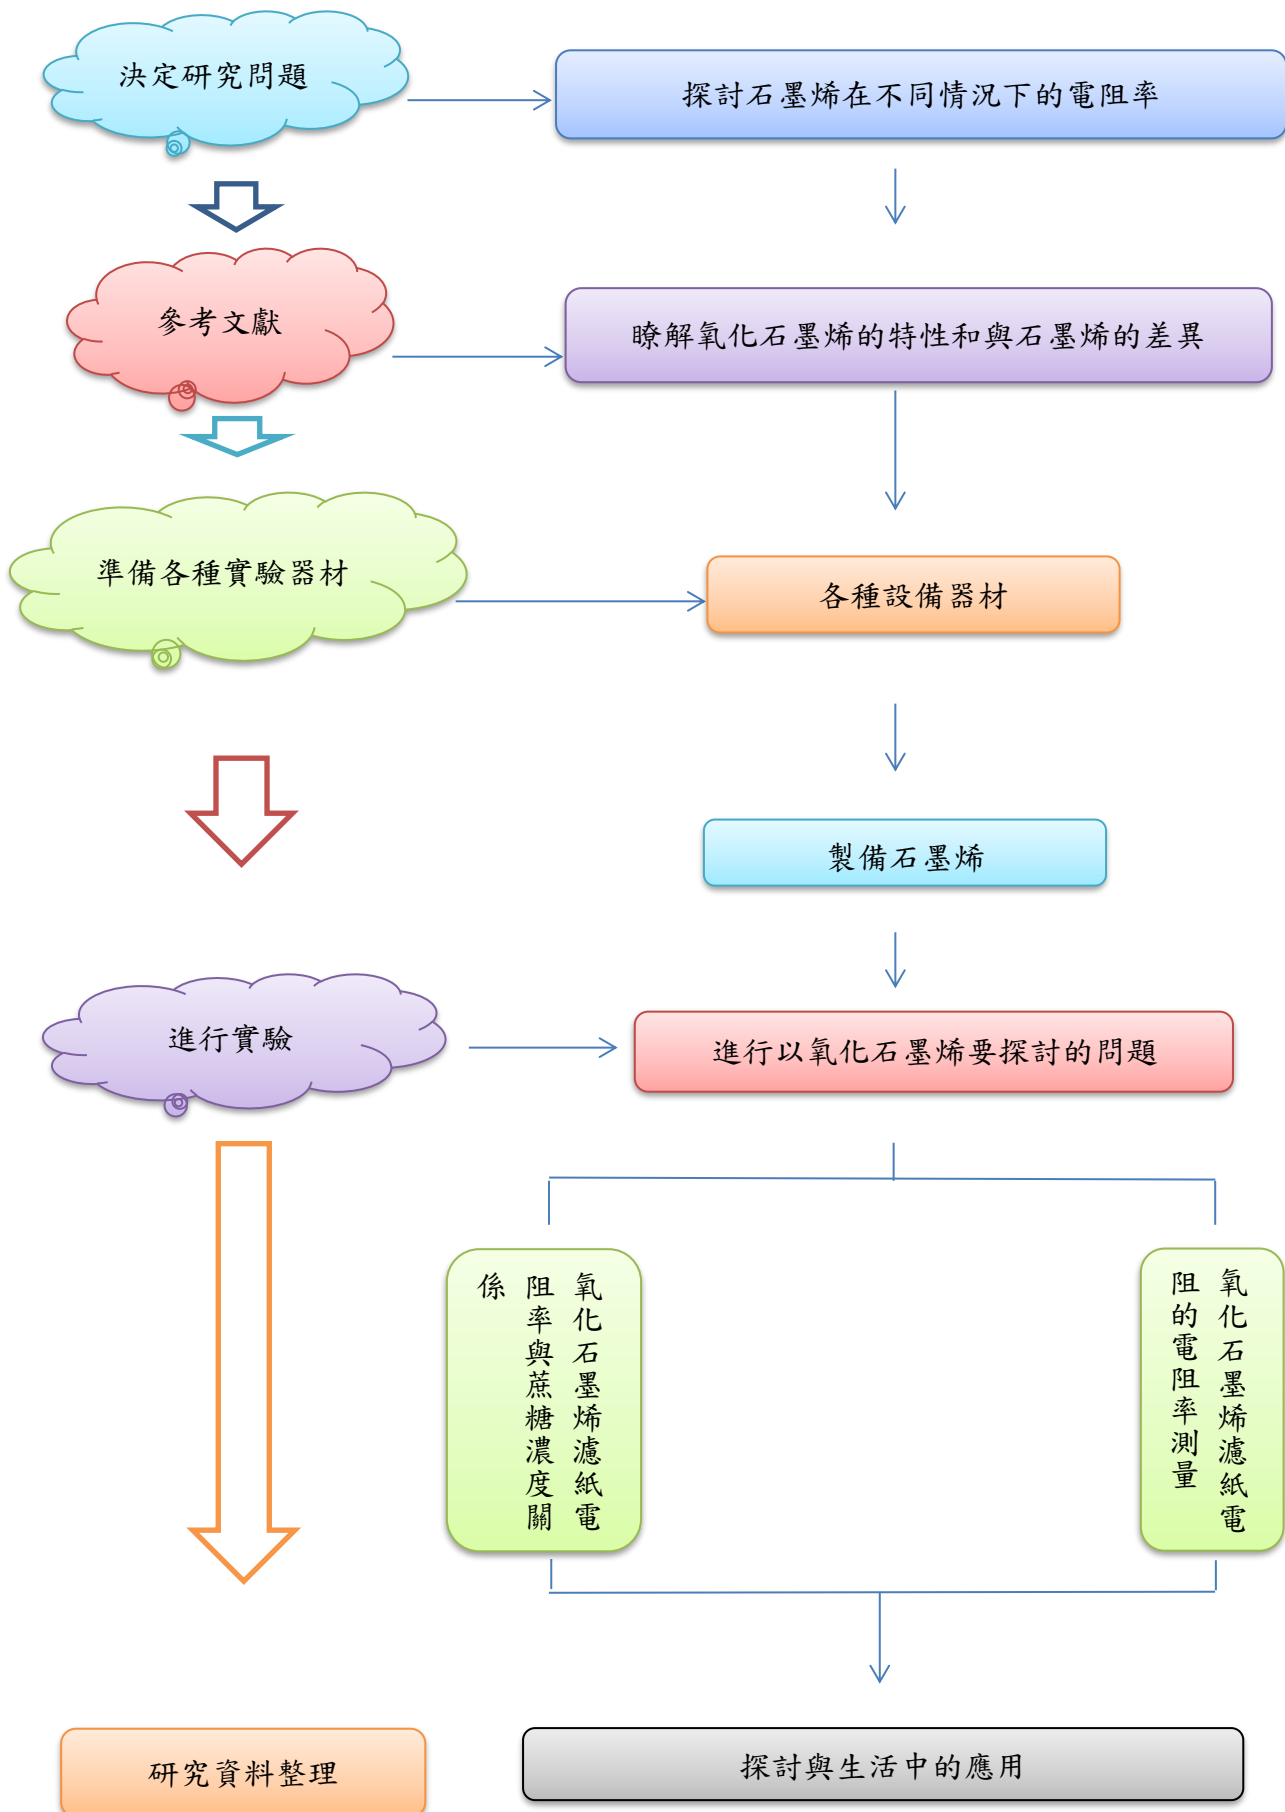 決定研究問題
探討石墨烯在不同情況下的電阻率
參考文獻
瞭解氧化石墨烯的特性和與石墨烯的差異
準備各種實驗器材
各種設備器材
製備石墨烯
進行實驗
進行以氧化石墨烯要探討的問題
氧化石墨烯濾紙電
阻率與蔗糖濃度關
係
氧化石墨烯濾紙電
阻的電阻率測量
研究資料整理
探討與生活中的應用